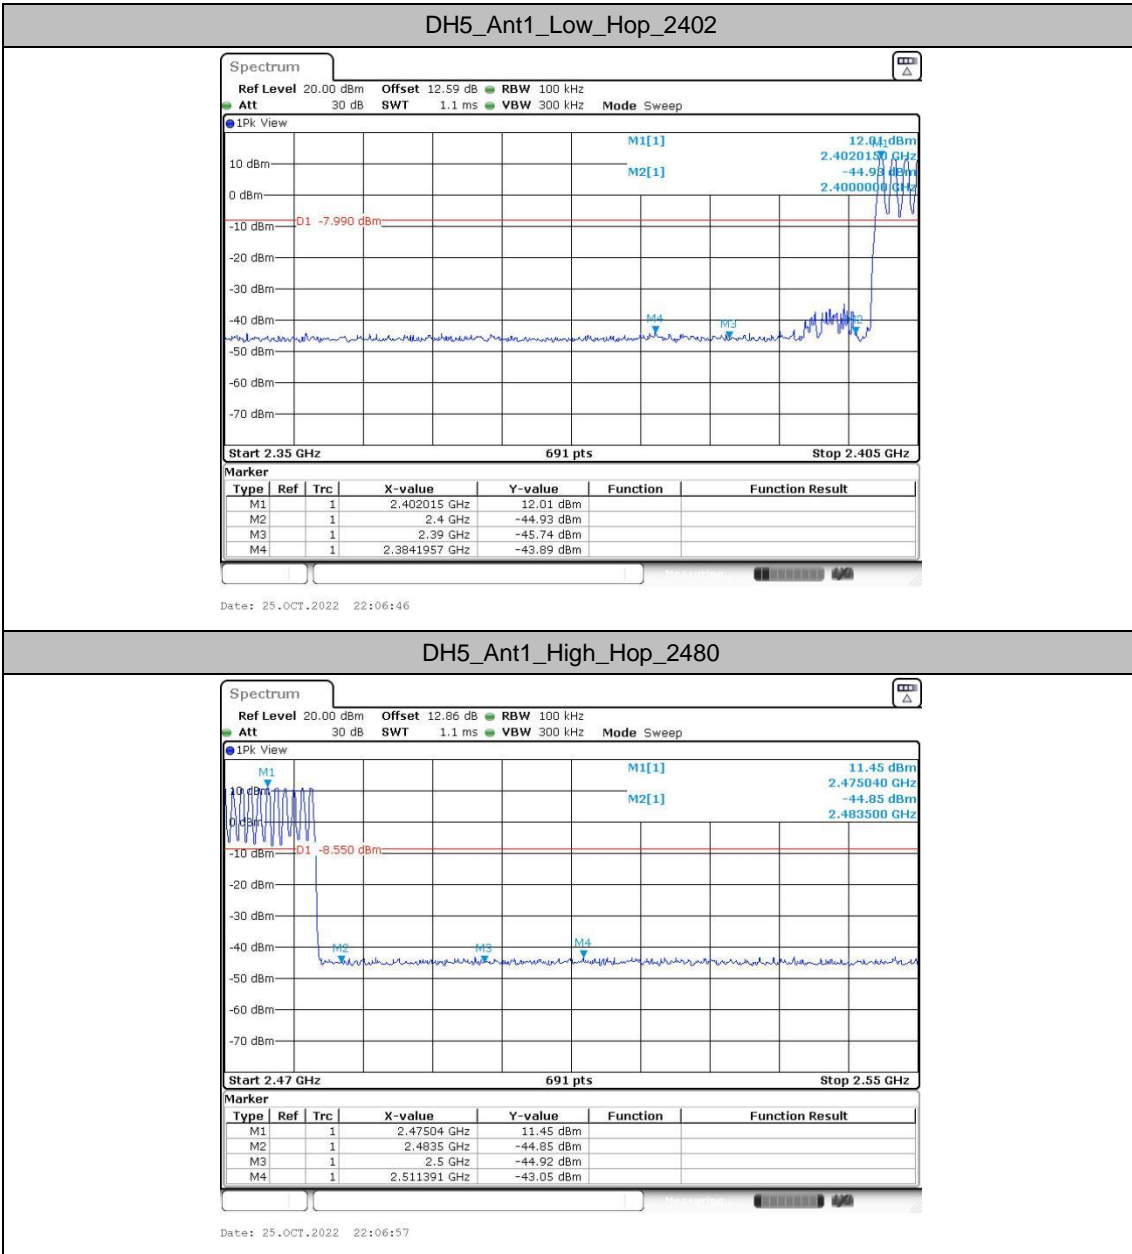 DH5_Ant1_Low_Hop_2402
Spectrum
Ref Level 20.00 dBm Offset 12.59 dB RBW 100 kHz
Att 30 dB SWT 1.1 ms VBW 300 kHz Mode Sweep
1Pk View
M1[1] 12.01 dBm
2.4020150 GHz
M2[1] -44.93 dBm
2.4000000 GHz
M1
10 dBm
0 dBm
D1 -7.990 dBm
-10 dBm
-20 dBm
-30 dBm
-40 dBm
M4 M3 M2
-50 dBm
-60 dBm
-70 dBm
Start 2.35 GHz 691 pts Stop 2.405 GHz
Marker
Type Ref Trc X-value Y-value Function Function Result
M1 1 2.402015 GHz 12.01 dBm
M2 1 2.4 GHz -44.93 dBm
M3 1 2.39 GHz -45.74 dBm
M4 1 2.3841957 GHz -43.89 dBm
Date: 25.OCT.2022 22:06:46
DH5_Ant1_High_Hop_2480
Spectrum
Ref Level 20.00 dBm Offset 12.86 dB RBW 100 kHz
Att 30 dB SWT 1.1 ms VBW 300 kHz Mode Sweep
1Pk View
M1 M1[1] 11.45 dBm
2.475040 GHz
10 dBm M2[1] -44.85 dBm
2.483500 GHz
0 dBm
-10 dBm D1 -8.550 dBm
-20 dBm
-30 dBm
-40 dBm
M2 M3 M4
-50 dBm
-60 dBm
-70 dBm
Start 2.47 GHz 691 pts Stop 2.55 GHz
Marker
Type Ref Trc X-value Y-value Function Function Result
M1 1 2.47504 GHz 11.45 dBm
M2 1 2.4835 GHz -44.85 dBm
M3 1 2.5 GHz -44.92 dBm
M4 1 2.511391 GHz -43.05 dBm
Date: 25.OCT.2022 22:06:57